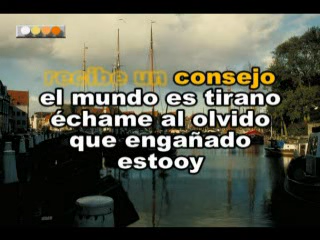 recibe un consejo
el mundo es tirano
échame al olvido
que engañado
estooy